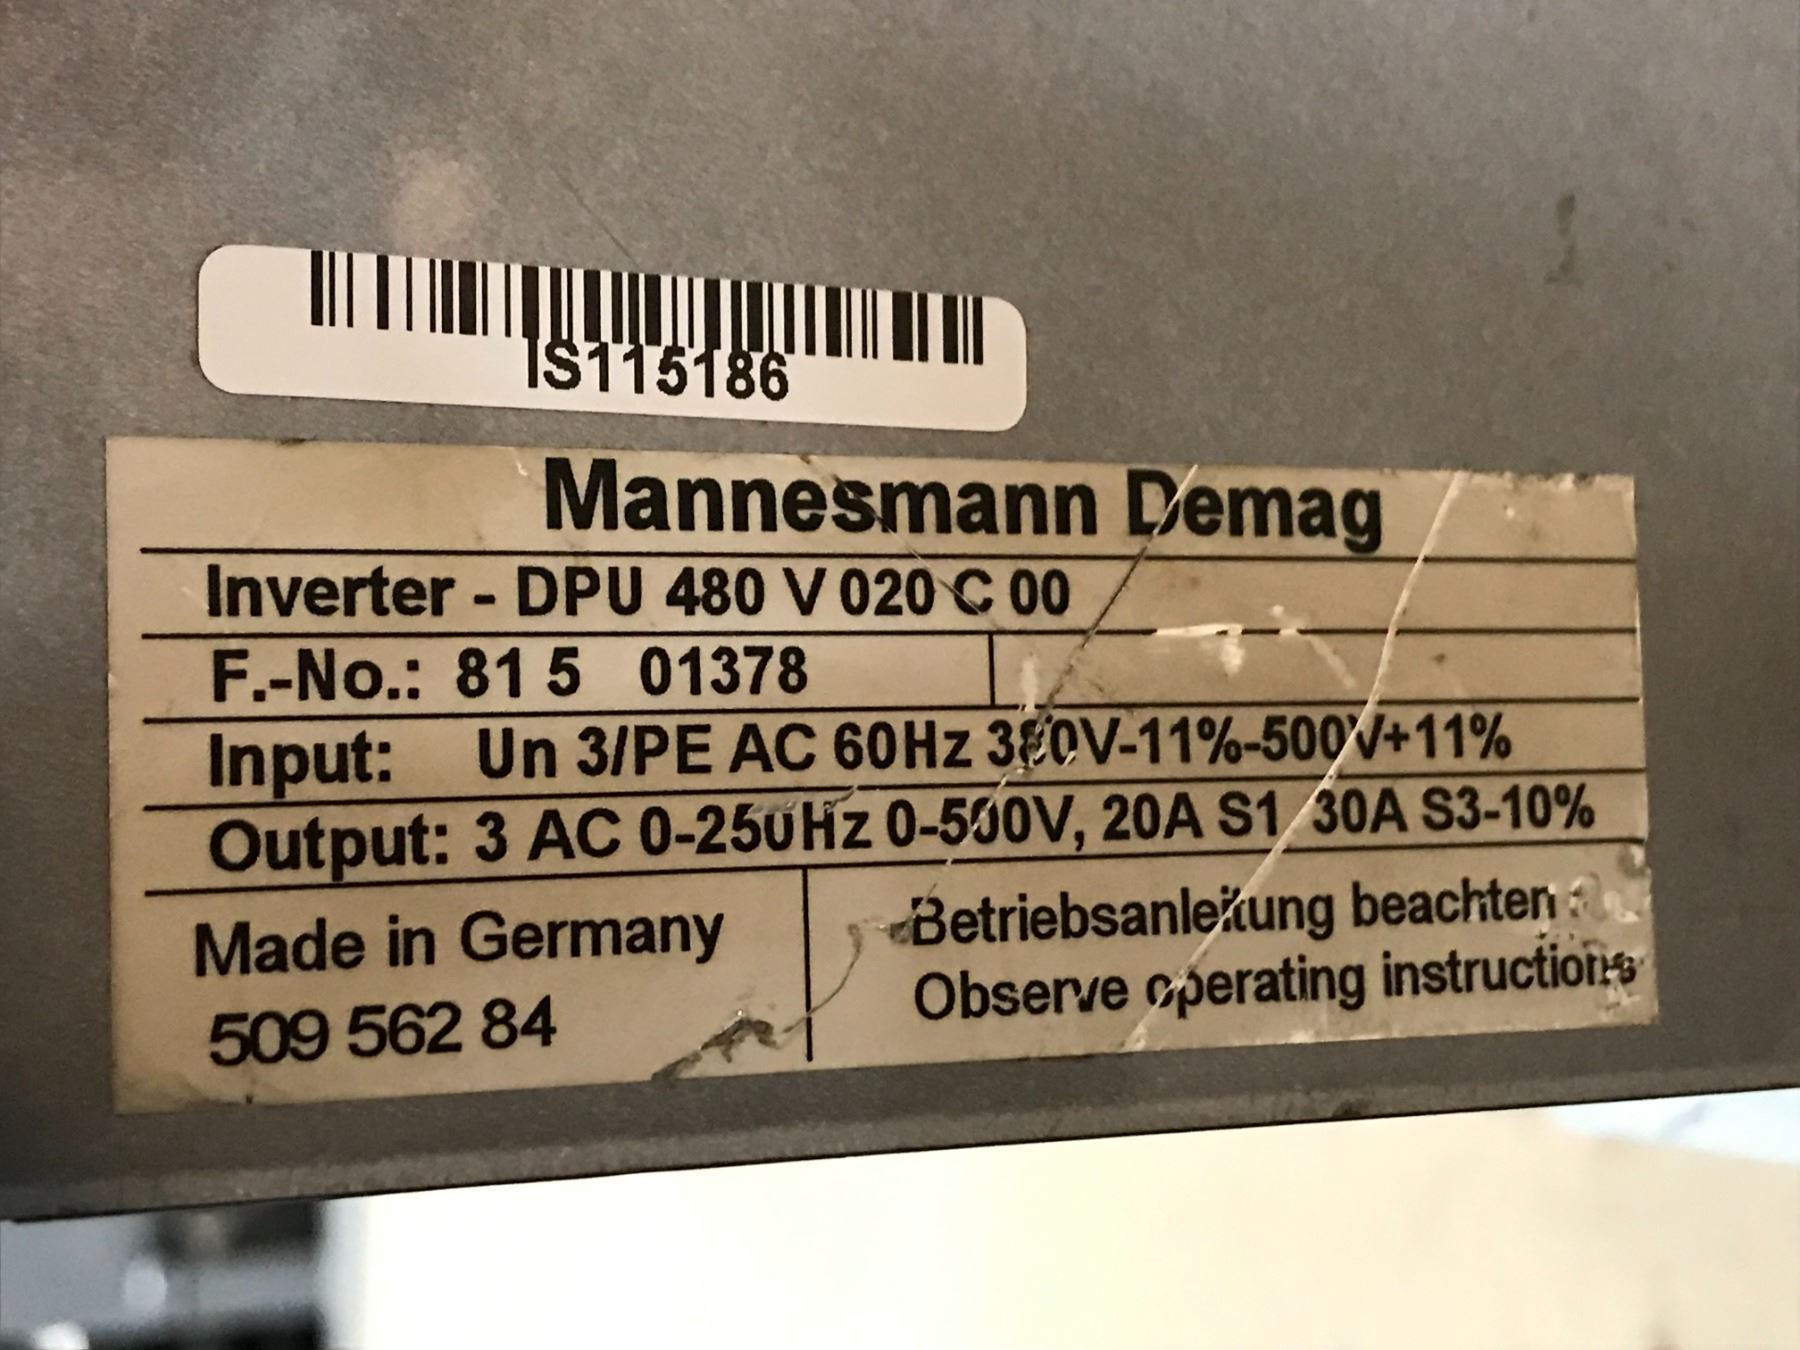 IS115186
Mannesmann Demag
Inverter - DPU 480 V 020 C 00
F.-No.: 81 5 01378
Input: Un 3/PE AC 60Hz 380V-11%-500V+11%
Output: 3 AC 0-250Hz 0-500V, 20A S1 30A S3-10%
Made in Germany
509 562 84
Betriebsanleitung beachten
Observe operating instructions